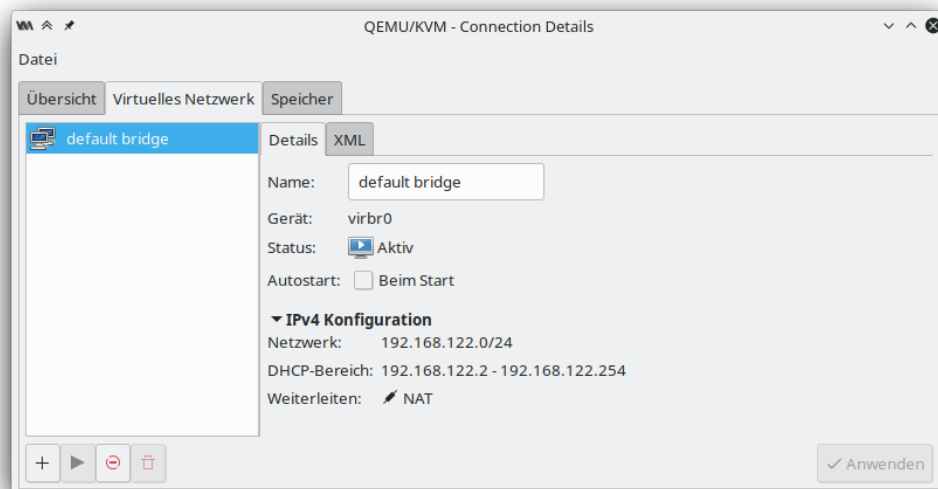 QEMU/KVM - Connection Details
Datei
Übersicht Virtuelles Netzwerk Speicher
default bridge
Details XML
Name: default bridge
Gerät: virbr0
Status: Aktiv
Autostart: Beim Start
IPv4 Konfiguration
Netzwerk: 192.168.122.0/24
DHCP-Bereich: 192.168.122.2 - 192.168.122.254
Weiterleiten: NAT
Anwenden